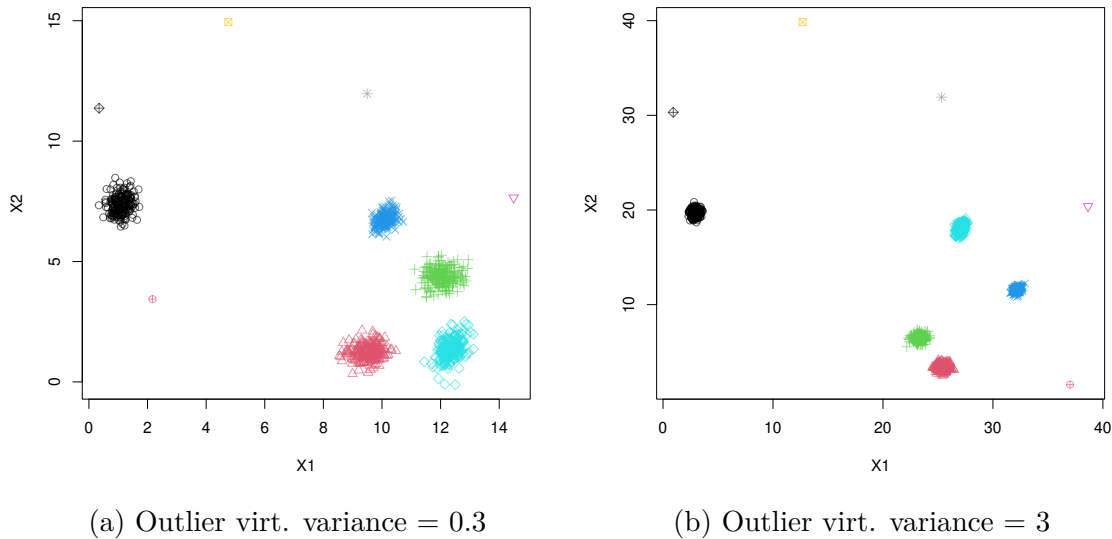 15
10
5
0
X2
0 2 4 6 8 10 12 14
X1
(a) Outlier virt. variance = 0.3
40
30
20
10
X2
0 10 20 30 40
X1
(b) Outlier virt. variance = 3